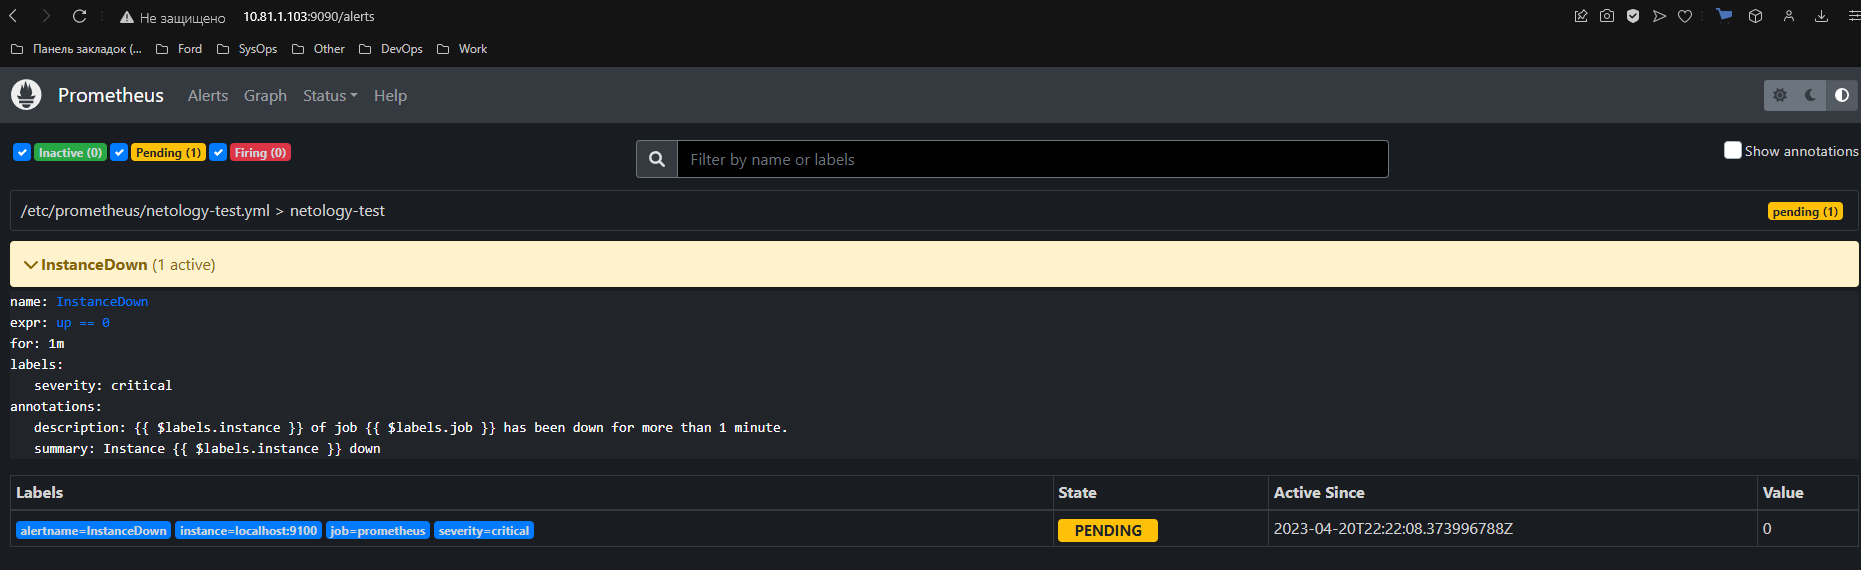 Не защищено 10.81.1.103:9090/alerts
Панель закладок (... Ford SysOps Other DevOps Work
Prometheus Alerts Graph Status Help
Inactive (0) Pending (1) Firing (0) Filter by name or labels Show annotations
/etc/prometheus/netology-test.yml > netology-test pending (1)
InstanceDown (1 active)
name: InstanceDown
expr: up == 0
for: 1m
labels:
severity: critical
annotations:
description: {{ $labels.instance }} of job {{ $labels.job }} has been down for more than 1 minute.
summary: Instance {{ $labels.instance }} down
Labels State Active Since Value
alertname=InstanceDown instance=localhost:9100 job=prometheus severity=critical PENDING 2023-04-20T22:22:08.373996788Z 0